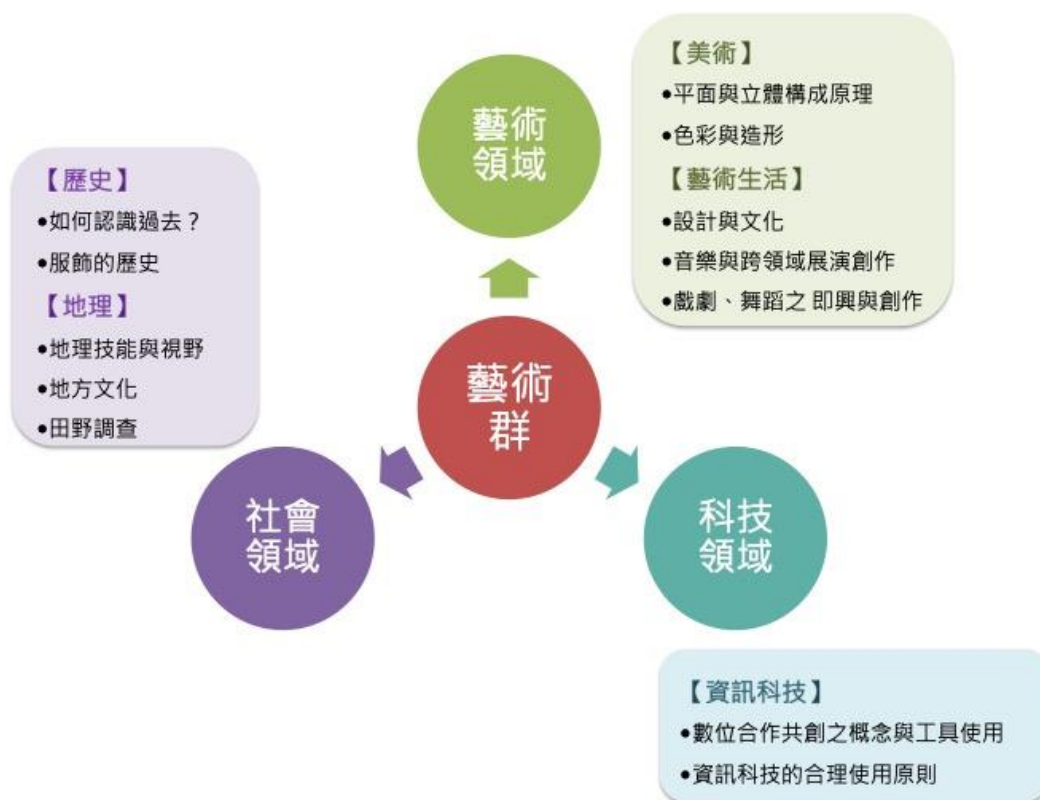 藝術
領域
【美術】
•平面與立體構成原理
•色彩與造形
【藝術生活】
•設計與文化
•音樂與跨領域展演創作
•戲劇、舞蹈之 即興與創作
【歷史】
•如何認識過去？
•服飾的歷史
【地理】
•地理技能與視野
•地方文化
•田野調查
藝術
群
社會
領域
科技
領域
【資訊科技】
•數位合作共創之概念與工具使用
•資訊科技的合理使用原則